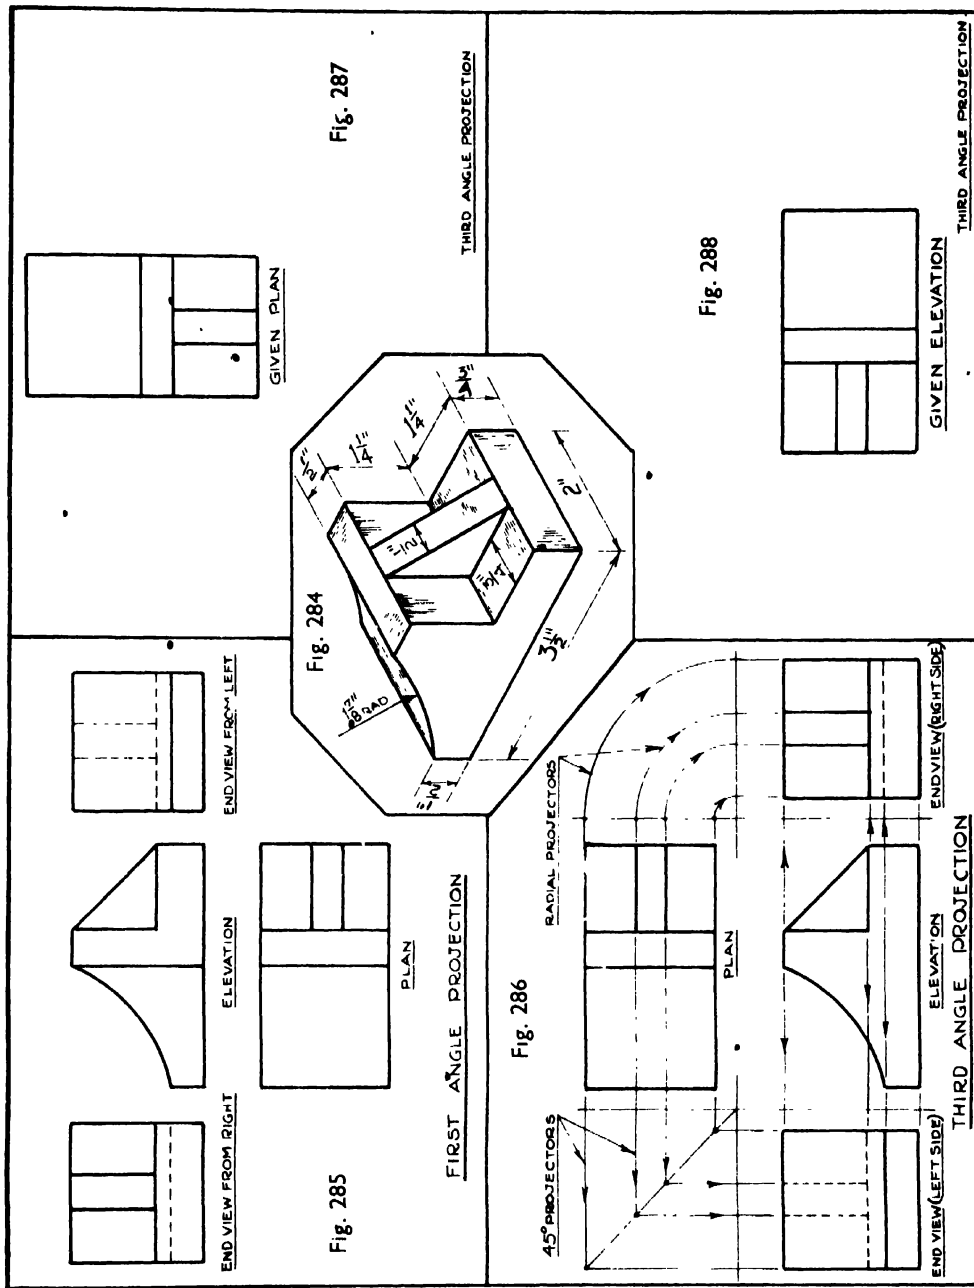 END VIEW FROM RIGHT
ELEVATION
END VIEW FROM LEFT
Fig. 285
PLAN
FIRST ANGLE PROJECTION
GIVEN PLAN
Fig. 287
THIRD ANGLE PROJECTION
Fig. 284
1/2"
1 1/4"
1 1/4"
3/4"
1/2"
3/4"
2"
3 1/2"
1 7/8" RAD
1/2"
Fig. 286
45° PROJECTORS
RADIAL PROJECTORS
PLAN
END VIEW (LEFT SIDE)
ELEVATION
END VIEW (RIGHT SIDE)
THIRD ANGLE PROJECTION
Fig. 288
GIVEN ELEVATION
THIRD ANGLE PROJECTION